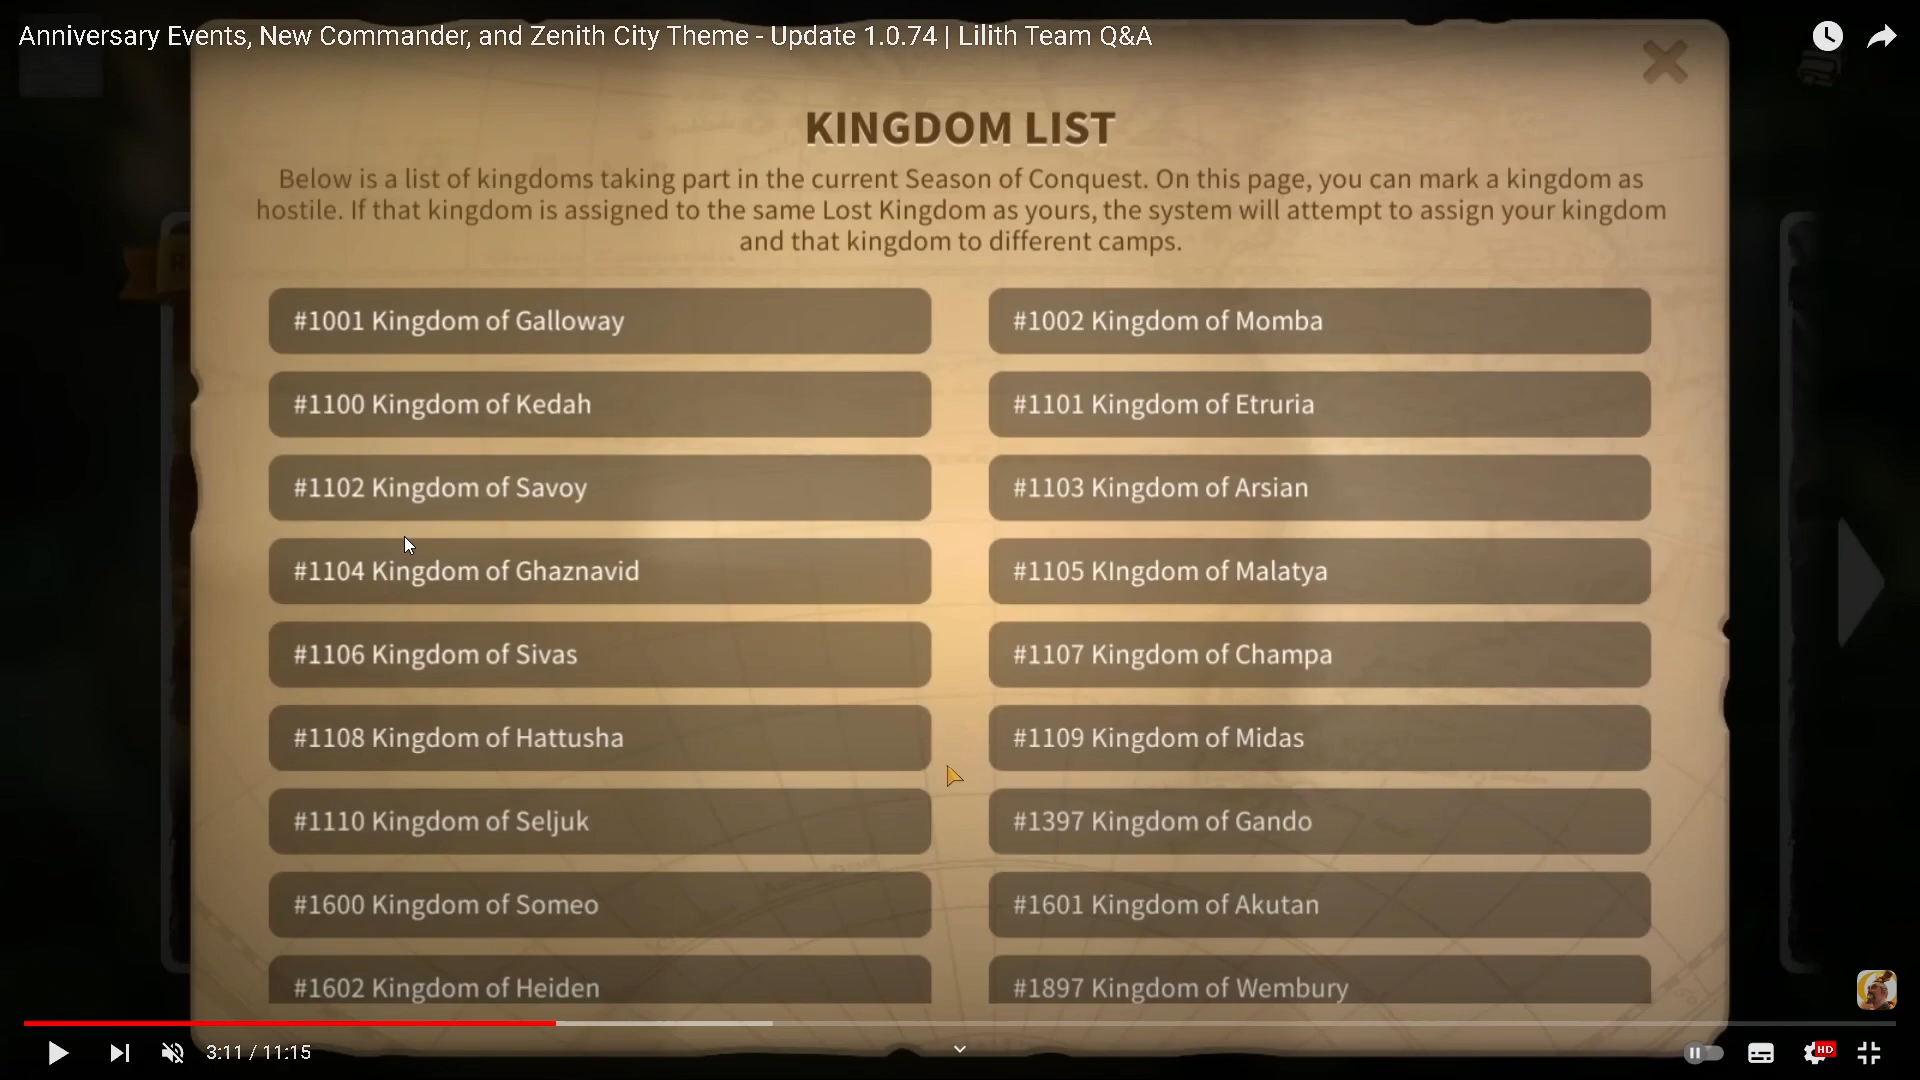 Anniversary Events, New Commander, and Zenith City Theme - Update 1.0.74 | Lilith Team Q&A
KINGDOM LIST
Below is a list of kingdoms taking part in the current Season of Conquest. On this page, you can mark a kingdom as
hostile. If that kingdom is assigned to the same Lost Kingdom as yours, the system will attempt to assign your kingdom
and that kingdom to different camps.
#1001 Kingdom of Galloway
#1002 Kingdom of Momba
#1100 Kingdom of Kedah
#1101 Kingdom of Etruria
#1102 Kingdom of Savoy
#1103 Kingdom of Arsian
#1104 Kingdom of Ghaznavid
#1105 KIngdom of Malatya
#1106 Kingdom of Sivas
#1107 Kingdom of Champa
#1108 Kingdom of Hattusha
#1109 Kingdom of Midas
#1110 Kingdom of Seljuk
#1397 Kingdom of Gando
#1600 Kingdom of Someo
#1601 Kingdom of Akutan
#1602 Kingdom of Heiden
#1897 Kingdom of Wembury
3:11 / 11:15
HD